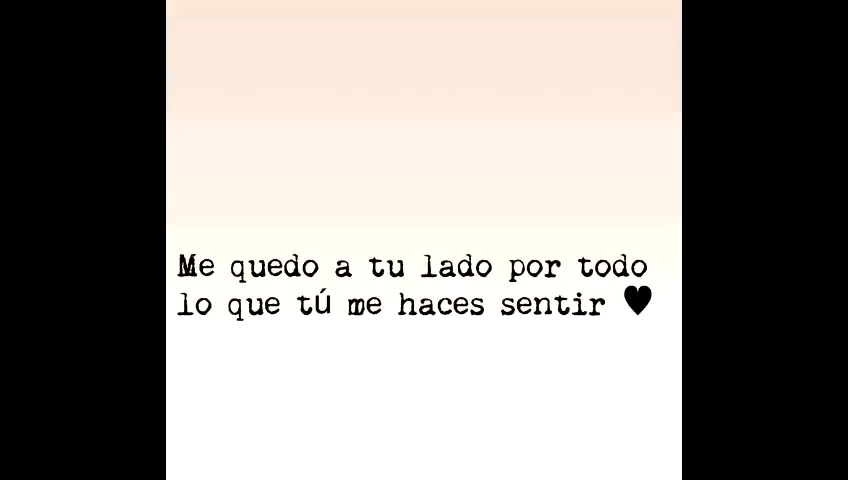 Me quedo a tu lado por todo
lo que tú me haces sentir ♥